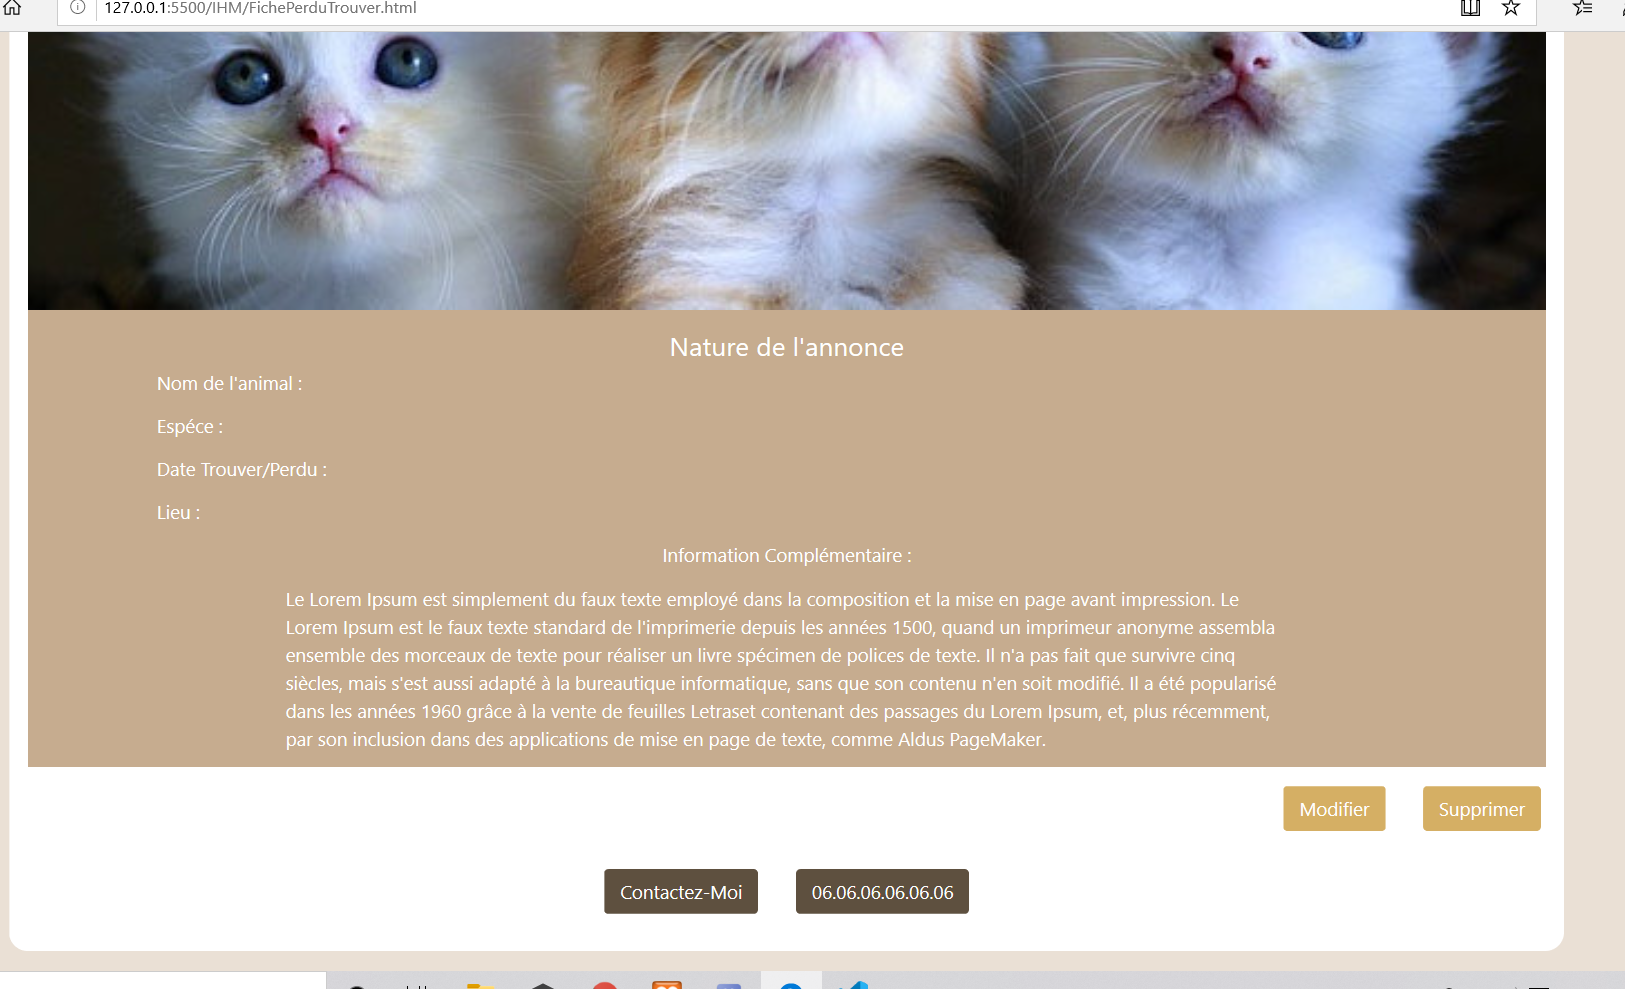 127.0.0.1:5500/IHM/FichePerduTrouver.html
Nature de l'annonce
Nom de l'animal :
Espéce :
Date Trouver/Perdu :
Lieu :
Information Complémentaire :
Le Lorem Ipsum est simplement du faux texte employé dans la composition et la mise en page avant impression. Le
Lorem Ipsum est le faux texte standard de l'imprimerie depuis les années 1500, quand un imprimeur anonyme assembla
ensemble des morceaux de texte pour réaliser un livre spécimen de polices de texte. Il n'a pas fait que survivre cinq
siècles, mais s'est aussi adapté à la bureautique informatique, sans que son contenu n'en soit modifié. Il a été popularisé
dans les années 1960 grâce à la vente de feuilles Letraset contenant des passages du Lorem Ipsum, et, plus récemment,
par son inclusion dans des applications de mise en page de texte, comme Aldus PageMaker.
Modifier Supprimer
Contactez-Moi 06.06.06.06.06.06